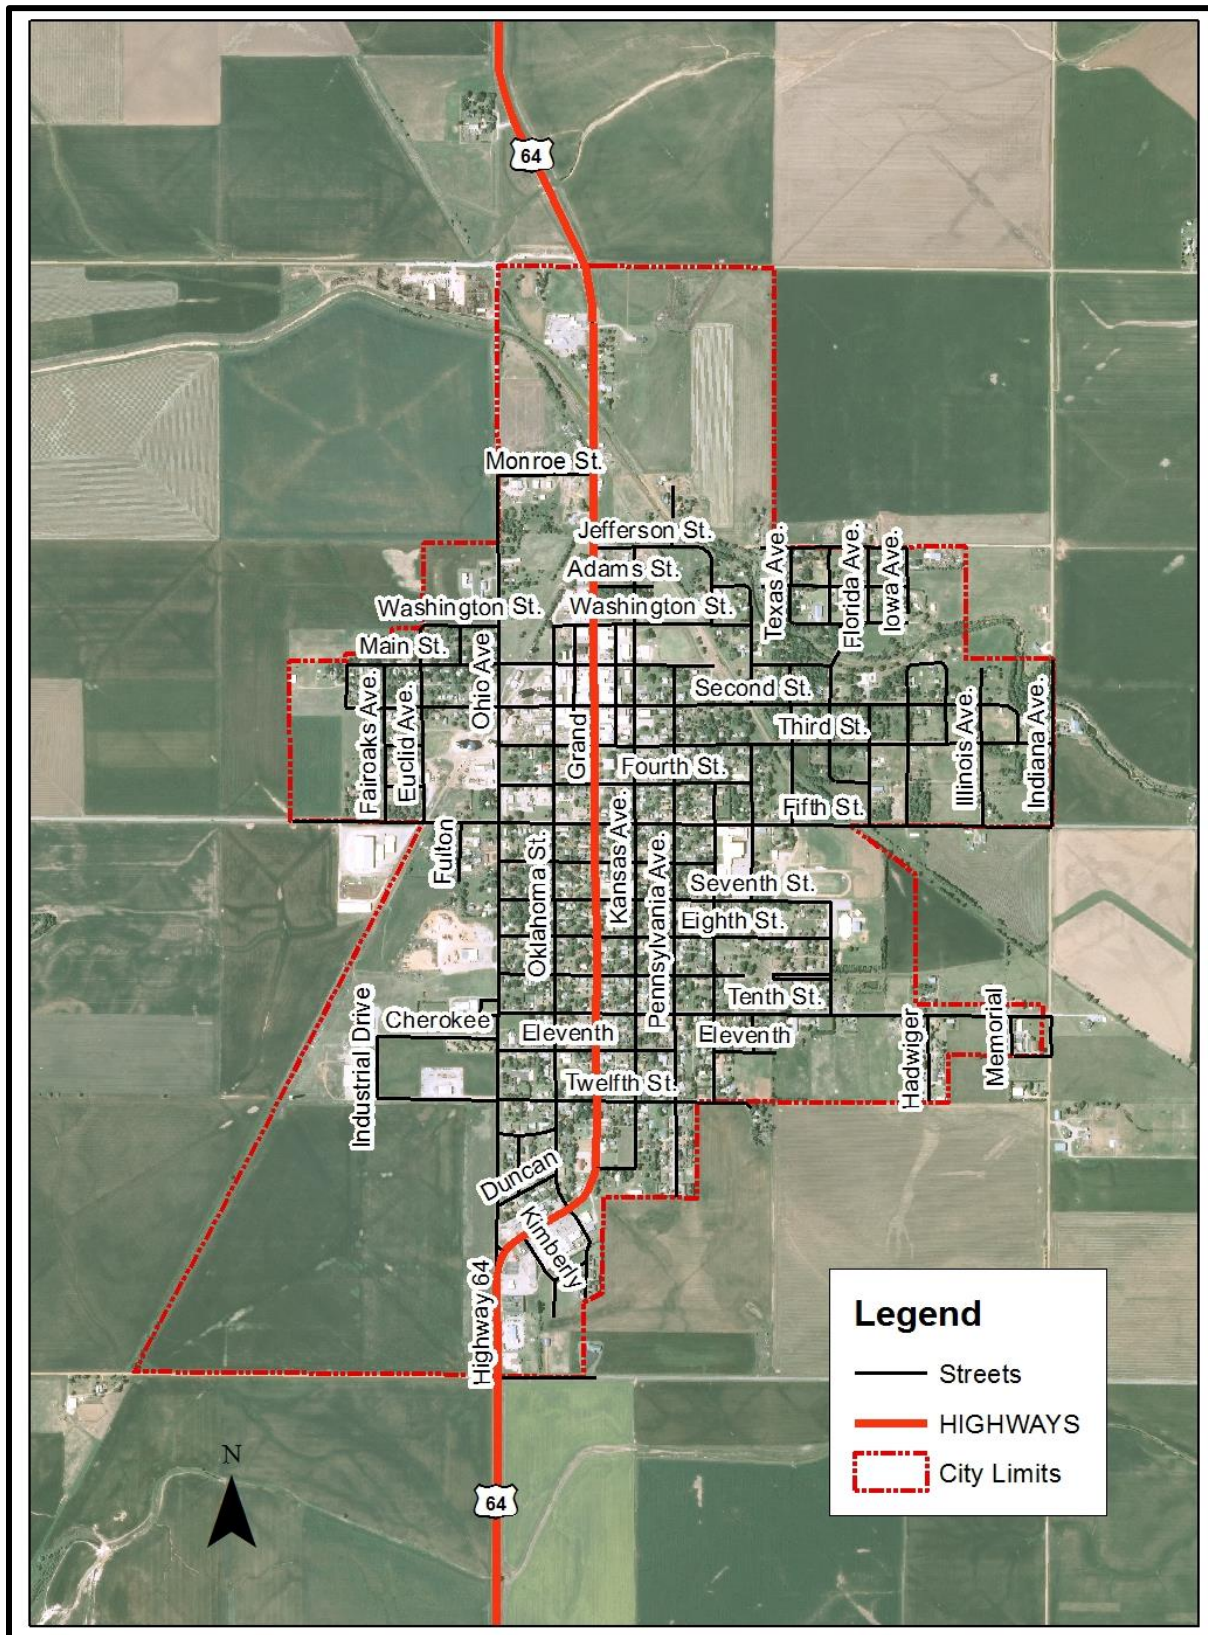 64
Monroe St.
Jefferson St.
Adams St.
Washington St.
Washington St.
Main St.
Texas Ave.
Florida Ave.
Iowa Ave.
Ohio Ave
Second St.
Fairoaks Ave.
Euclid Ave.
Grand
Third St.
Illinois Ave.
Indiana Ave.
Fourth St.
Fifth St.
Fulton
Oklahoma St.
Kansas Ave.
Pennsylvania Ave.
Seventh St.
Eighth St.
Tenth St.
Industrial Drive
Cherokee
Eleventh
Eleventh
Hadwiger
Memorial
Twelfth St.
Duncan
Kimberly
Highway 64
Legend
Streets
HIGHWAYS
City Limits
N
64